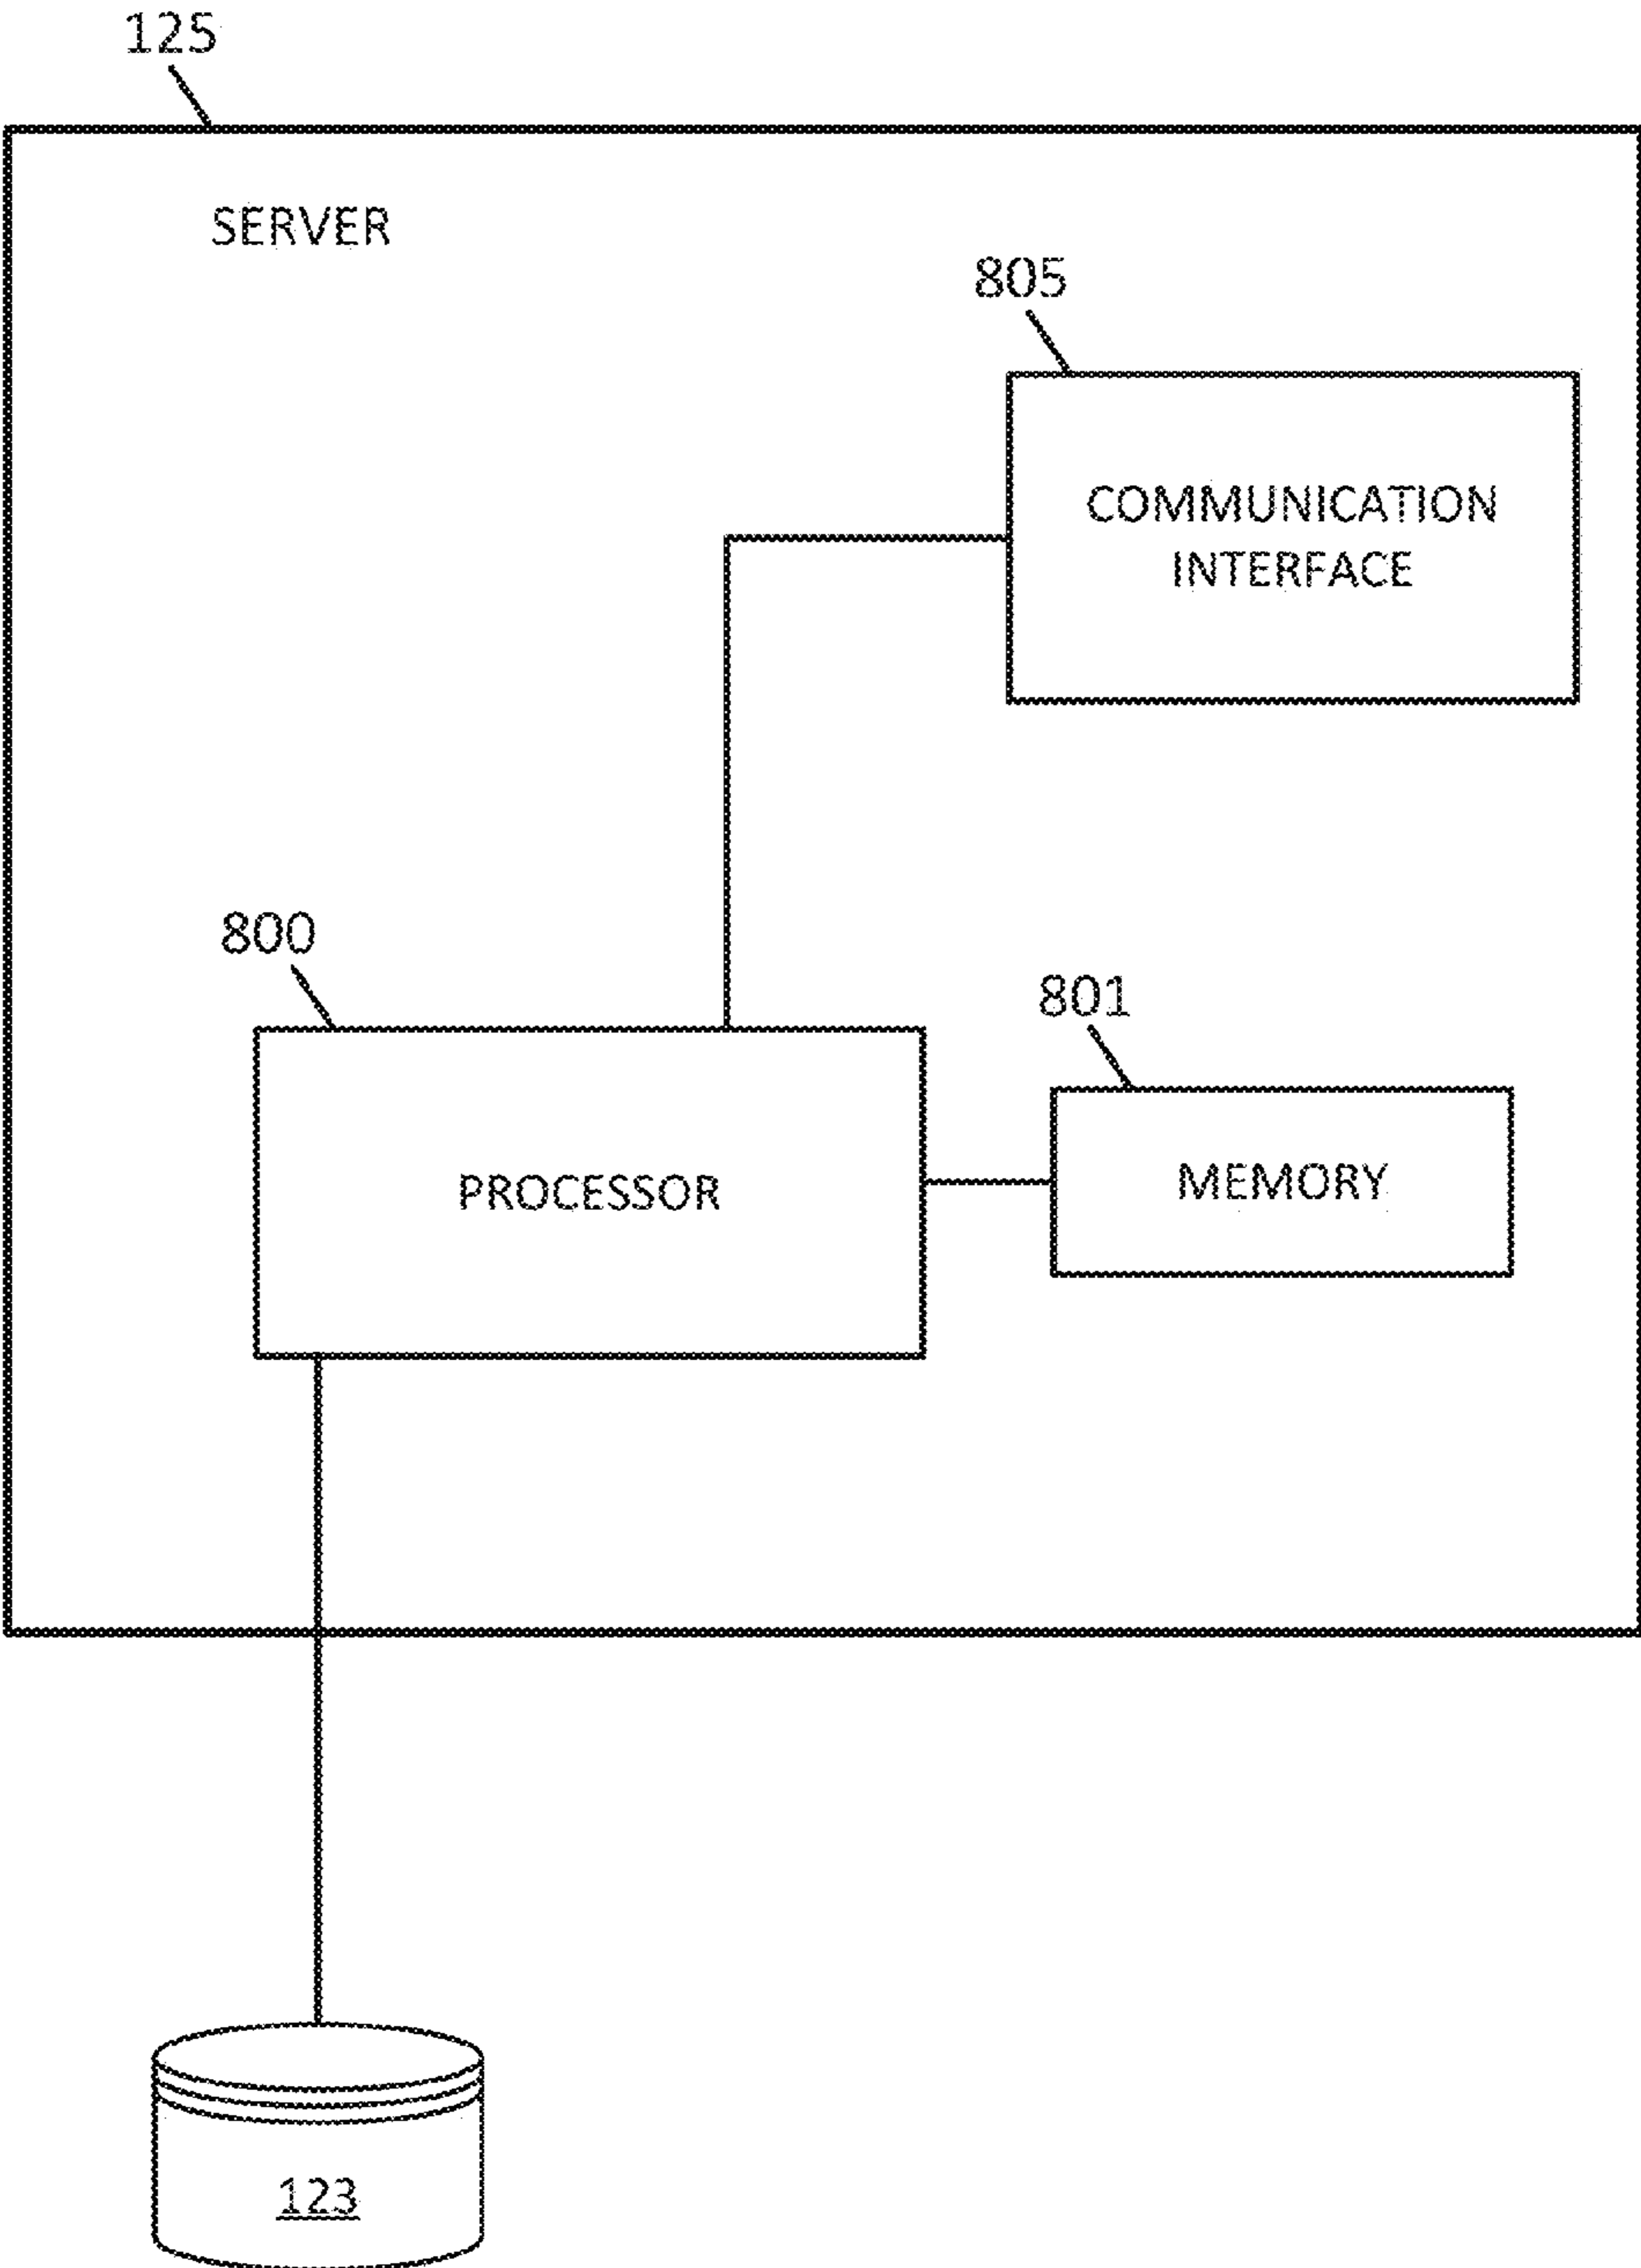 125
SERVER
805
COMMUNICATION
INTERFACE
800
801
PROCESSOR
MEMORY
123